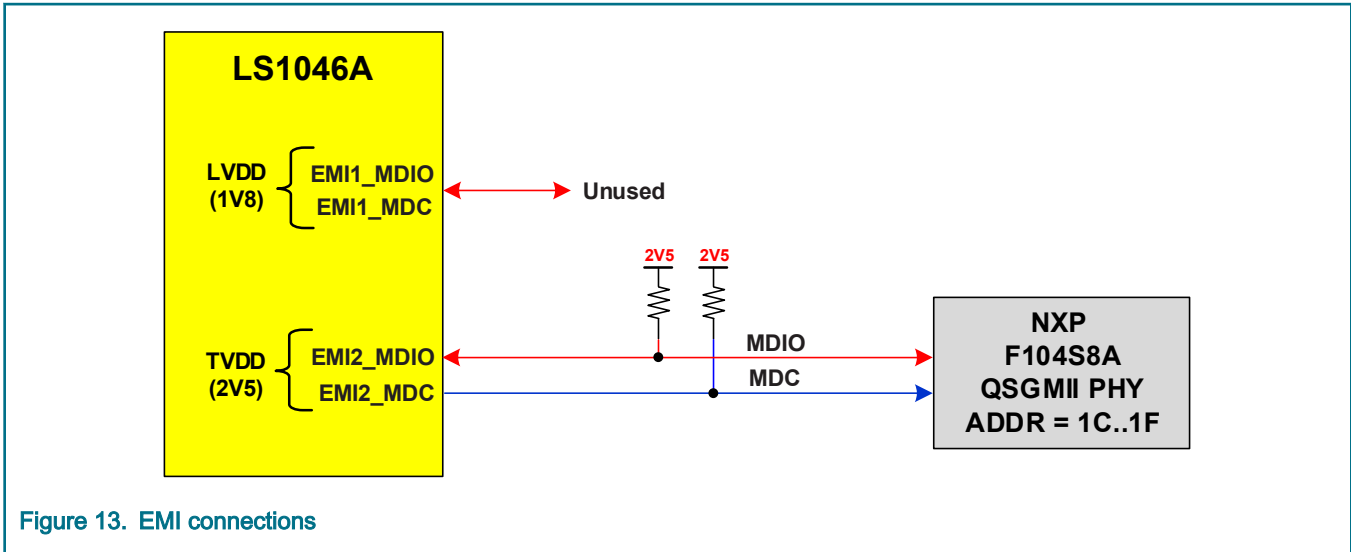 LS1046A
LVDD
(1V8)
EMI1_MDIO
EMI1_MDC
Unused
2V5
2V5
TVDD
(2V5)
EMI2_MDIO
EMI2_MDC
MDIO
MDC
NXP
F104S8A
QSGMII PHY
ADDR = 1C..1F
Figure 13. EMI connections